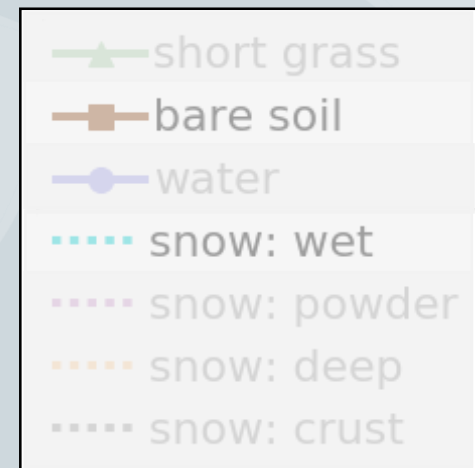 short grass
bare soil
water
snow: wet
snow: powder
snow: deep
snow: crust